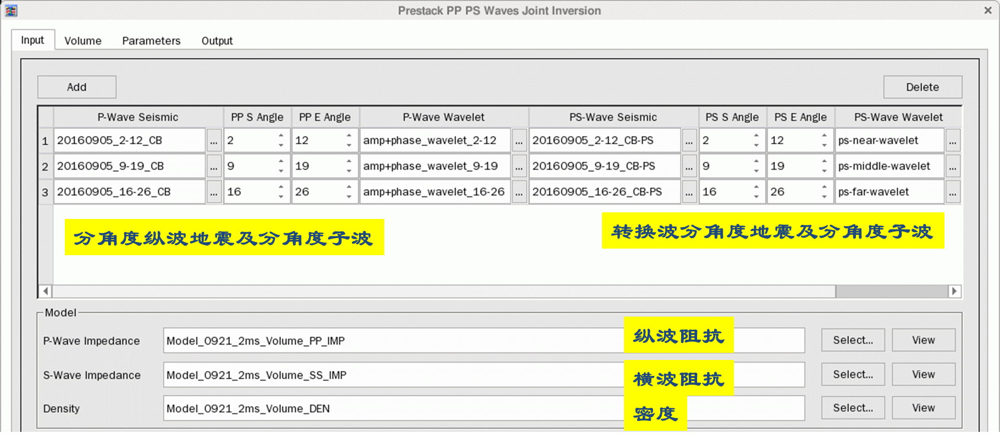 Prestack PP PS Waves Joint Inversion
Input Volume Parameters Output
Add Delete
P-Wave Seismic PP S Angle PP E Angle P-Wave Wavelet PS-Wave Seismic PS S Angle PS E Angle PS-Wave Wavelet
1 20160905_2-12_CB ... 2 12 amp+phase_wavelet_2-12 ... 20160905_2-12_CB-PS ... 2 12 ps-near-wavelet ...
2 20160905_9-19_CB ... 9 19 amp+phase_wavelet_9-19 ... 20160905_9-19_CB-PS ... 9 19 ps-middle-wavelet ...
3 20160905_16-26_CB ... 16 26 amp+phase_wavelet_16-26 ... 20160905_16-26_CB-PS ... 16 26 ps-far-wavelet ...
分角度纵波地震及分角度子波
转换波分角度地震及分角度子波
Model
P-Wave Impedance Model_0921_2ms_Volume_PP_IMP 纵波阻抗 Select... View
S-Wave Impedance Model_0921_2ms_Volume_SS_IMP 横波阻抗 Select... View
Density Model_0921_2ms_Volume_DEN 密度 Select... View